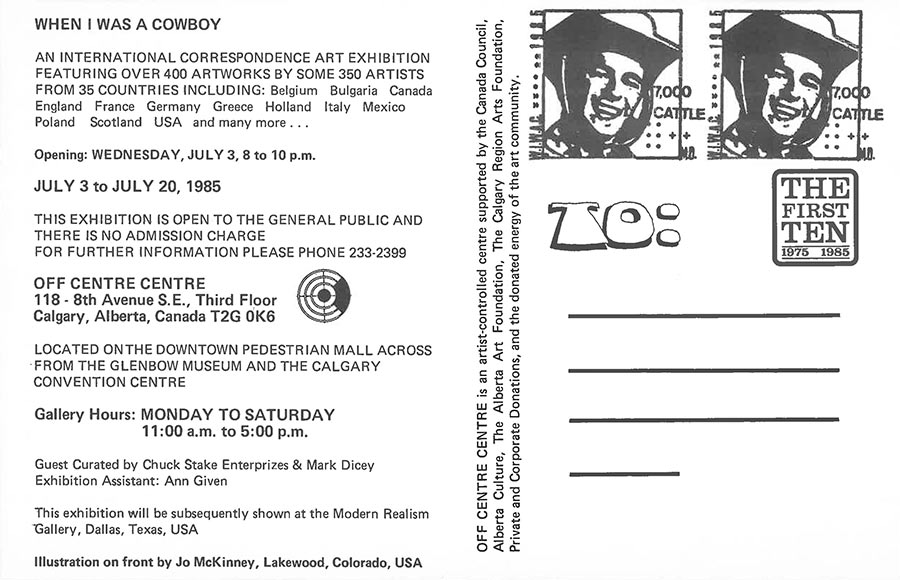 WHEN I WAS A COWBOY
AN INTERNATIONAL CORRESPONDENCE ART EXHIBITION
FEATURING OVER 400 ARTWORKS BY SOME 350 ARTISTS
FROM 35 COUNTRIES INCLUDING: Belgium Bulgaria Canada
England France Germany Greece Holland Italy Mexico
Poland Scotland USA and many more . . .
Opening: WEDNESDAY, JULY 3, 8 to 10 p.m.
JULY 3 to JULY 20, 1985
THIS EXHIBITION IS OPEN TO THE GENERAL PUBLIC AND
THERE IS NO ADMISSION CHARGE
FOR FURTHER INFORMATION PLEASE PHONE 233-2399
OFF CENTRE CENTRE
118 - 8th Avenue S.E., Third Floor
Calgary, Alberta, Canada T2G 0K6
LOCATED ON THE DOWNTOWN PEDESTRIAN MALL ACROSS
FROM THE GLENBOW MUSEUM AND THE CALGARY
CONVENTION CENTRE
Gallery Hours: MONDAY TO SATURDAY
11:00 a.m. to 5:00 p.m.
Guest Curated by Chuck Stake Enterprizes & Mark Dicey
Exhibition Assistant: Ann Given
This exhibition will be subsequently shown at the Modern Realism
Gallery, Dallas, Texas, USA
Illustration on front by Jo McKinney, Lakewood, Colorado, USA
OFF CENTRE CENTRE is an artist-controlled centre supported by the Canada Council,
Alberta Culture, The Alberta Art Foundation, The Calgary Region Arts Foundation,
Private and Corporate Donations, and the donated energy of the art community.
W.I.W.A.C. 1985
7,000
CATTLE
M.D.
W.I.W.A.C. 1985
7,000
CATTLE
M.D.
TO:
THE
FIRST
TEN
1975 1985